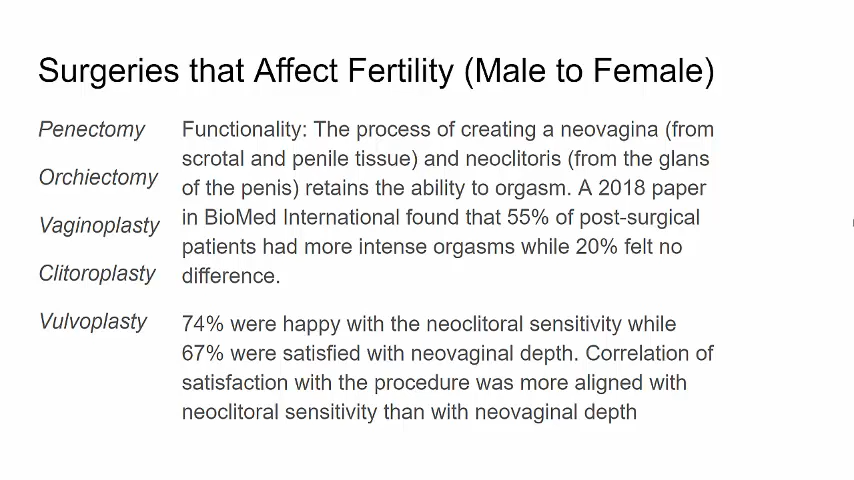 Surgeries that Affect Fertility (Male to Female)
Penectomy
Orchiectomy
Vaginoplasty
Clitoroplasty
Vulvoplasty
Functionality: The process of creating a neovagina (from
scrotal and penile tissue) and neoclitoris (from the glans
of the penis) retains the ability to orgasm. A 2018 paper
in BioMed International found that 55% of post-surgical
patients had more intense orgasms while 20% felt no
difference.
74% were happy with the neoclitoral sensitivity while
67% were satisfied with neovaginal depth. Correlation of
satisfaction with the procedure was more aligned with
neoclitoral sensitivity than with neovaginal depth